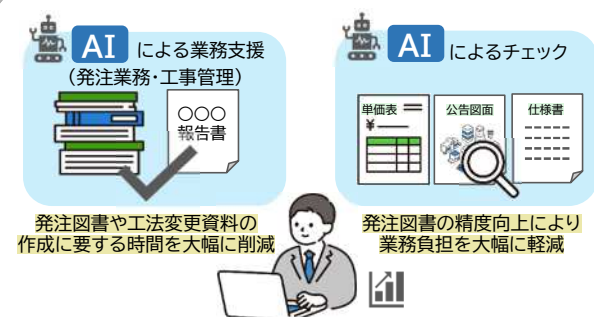 AI による業務支援
(発注業務・工事管理)
〇〇〇
報告書
発注図書や工法変更資料の
作成に要する時間を大幅に削減
AI によるチェック
単価表
¥
公告図面
仕様書
発注図書の精度向上により
業務負担を大幅に軽減